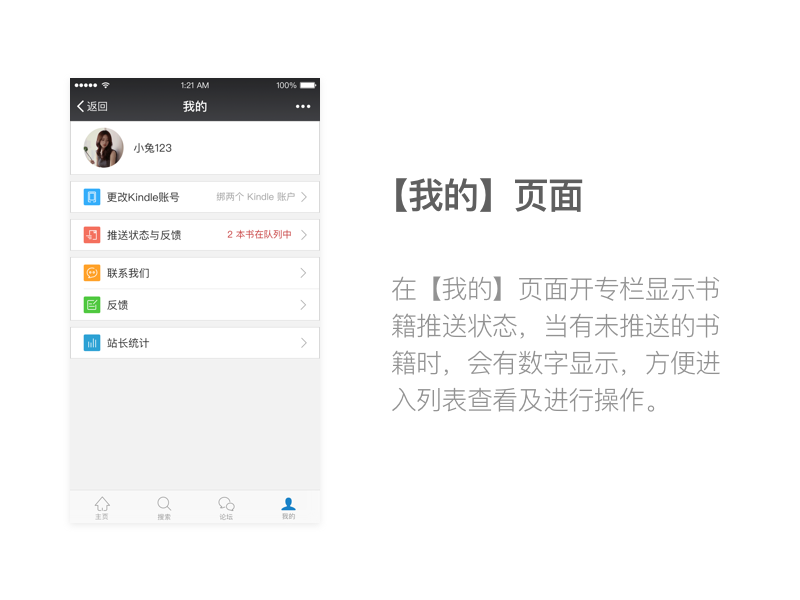 1:21 AM
100%
返回
我的
小兔123
更改Kindle账号
绑两个 Kindle 账户
推送状态与反馈
2 本书在队列中
联系我们
反馈
站长统计
主页
搜索
论坛
我的
【我的】页面
在【我的】页面开专栏显示书
籍推送状态，当有未推送的书
籍时，会有数字显示，方便进
入列表查看及进行操作。